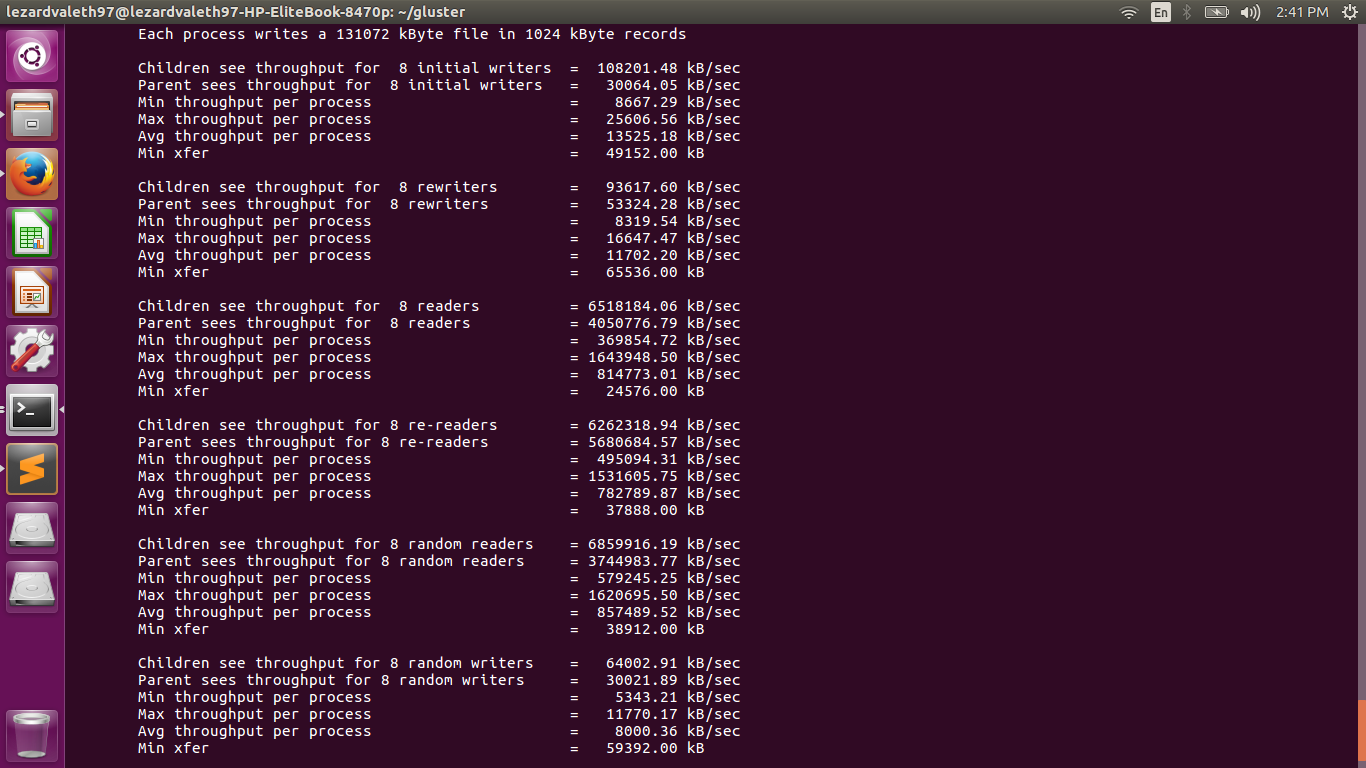 lezardvaleth97@lezardvaleth97-HP-EliteBook-8470p: ~/gluster
En
2:41 PM
Each process writes a 131072 kByte file in 1024 kByte records
Children see throughput for  8 initial writers  =  108201.48 kB/sec
Parent sees throughput for  8 initial writers   =   30064.05 kB/sec
Min throughput per process                      =    8667.29 kB/sec
Max throughput per process                      =   25606.56 kB/sec
Avg throughput per process                      =   13525.18 kB/sec
Min xfer                                        =   49152.00 kB
Children see throughput for  8 rewriters        =   93617.60 kB/sec
Parent sees throughput for  8 rewriters         =   53324.28 kB/sec
Min throughput per process                      =    8319.54 kB/sec
Max throughput per process                      =   16647.47 kB/sec
Avg throughput per process                      =   11702.20 kB/sec
Min xfer                                        =   65536.00 kB
Children see throughput for  8 readers          = 6518184.06 kB/sec
Parent sees throughput for  8 readers           = 4050776.79 kB/sec
Min throughput per process                      =  369854.72 kB/sec
Max throughput per process                      = 1643948.50 kB/sec
Avg throughput per process                      =  814773.01 kB/sec
Min xfer                                        =   24576.00 kB
Children see throughput for 8 re-readers        = 6262318.94 kB/sec
Parent sees throughput for 8 re-readers         = 5680684.57 kB/sec
Min throughput per process                      =  495094.31 kB/sec
Max throughput per process                      = 1531605.75 kB/sec
Avg throughput per process                      =  782789.87 kB/sec
Min xfer                                        =   37888.00 kB
Children see throughput for 8 random readers    = 6859916.19 kB/sec
Parent sees throughput for 8 random readers     = 3744983.77 kB/sec
Min throughput per process                      =  579245.25 kB/sec
Max throughput per process                      = 1620695.50 kB/sec
Avg throughput per process                      =  857489.52 kB/sec
Min xfer                                        =   38912.00 kB
Children see throughput for 8 random writers    =   64002.91 kB/sec
Parent sees throughput for 8 random writers     =   30021.89 kB/sec
Min throughput per process                      =    5343.21 kB/sec
Max throughput per process                      =   11770.17 kB/sec
Avg throughput per process                      =    8000.36 kB/sec
Min xfer                                        =   59392.00 kB